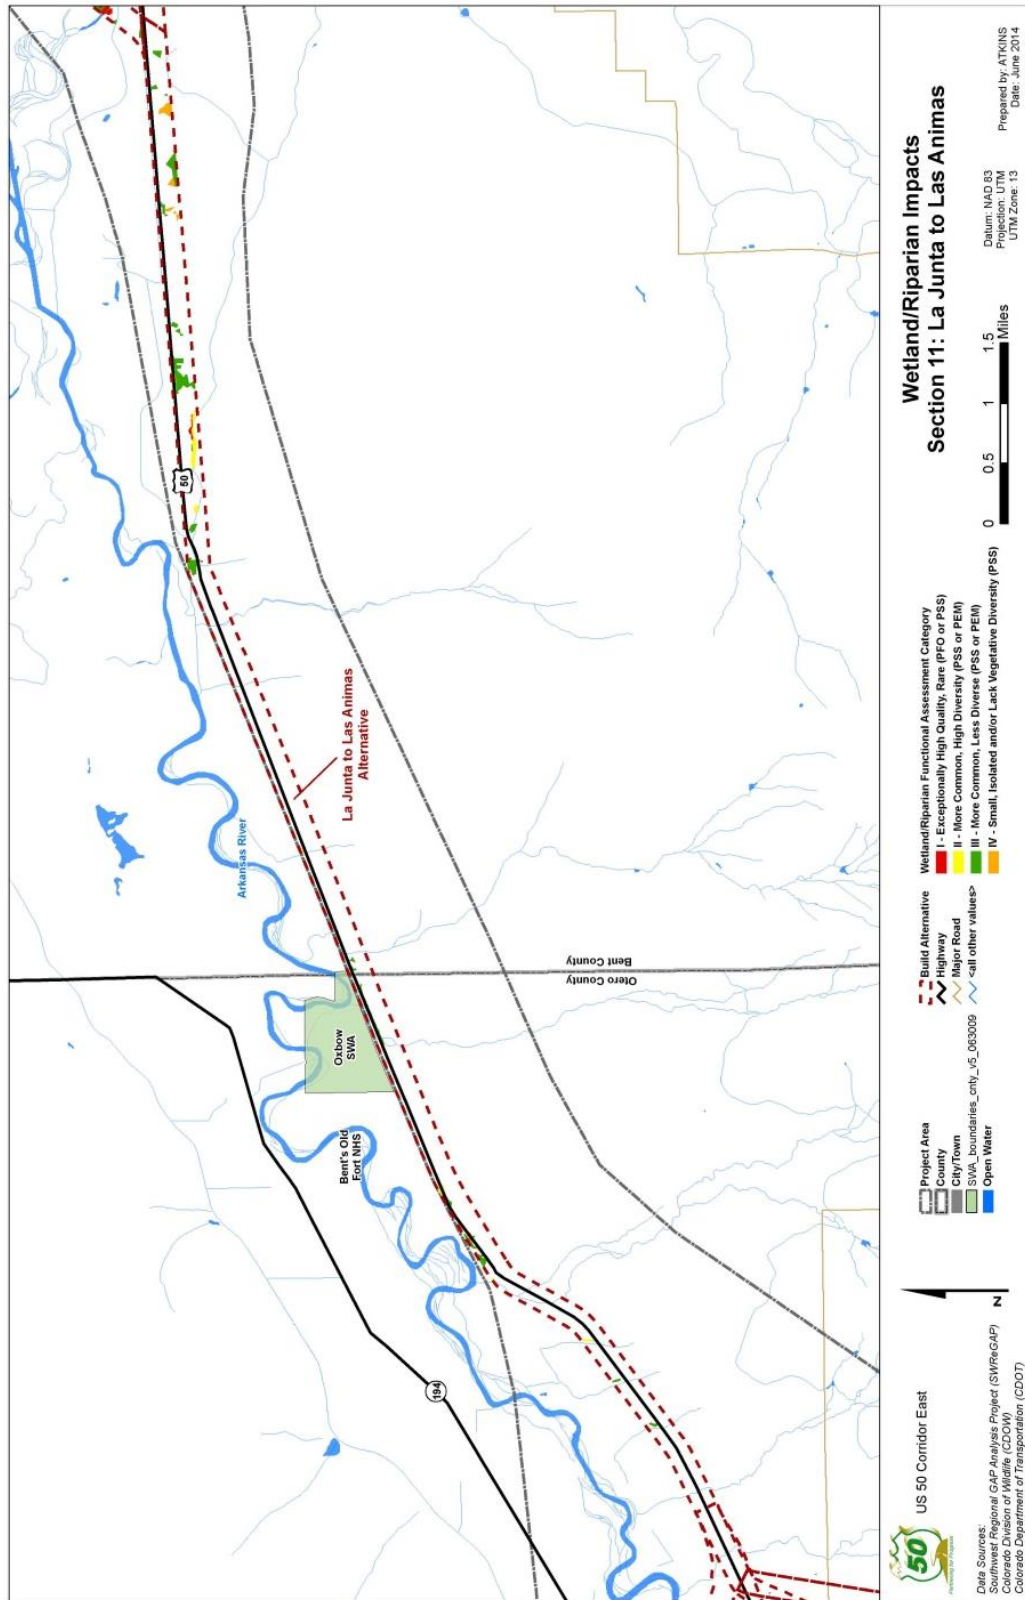 194
Bent's Old
Fort NHS
Oxbow
SWA
Otero County
Bent County
Arkansas River
La Junta to Las Animas
Alternative
50
50
Partnering for Progress
US 50 Corridor East
Data Sources:
Southwest Regional GAP Analysis Project (SWReGAP)
Colorado Division of Wildlife (CDOW)
Colorado Department of Transportation (CDOT)
N
Project Area
County
City/Town
SWA_boundaries_cnty_v5_063009
Open Water
Build Alternative
Highway
Major Road
<all other values>
Wetland/Riparian Functional Assessment Category
I - Exceptionally High Quality, Rare (PFO or PSS)
II - More Common, High Diversity (PSS or PEM)
III - More Common, Less Diverse (PSS or PEM)
IV - Small, Isolated and/or Lack Vegetative Diversity (PSS)
Wetland/Riparian Impacts
Section 11: La Junta to Las Animas
0 0.5 1 1.5
Miles
Datum: NAD 83
Projection: UTM
UTM Zone: 13
Prepared by: ATKINS
Date: June 2014